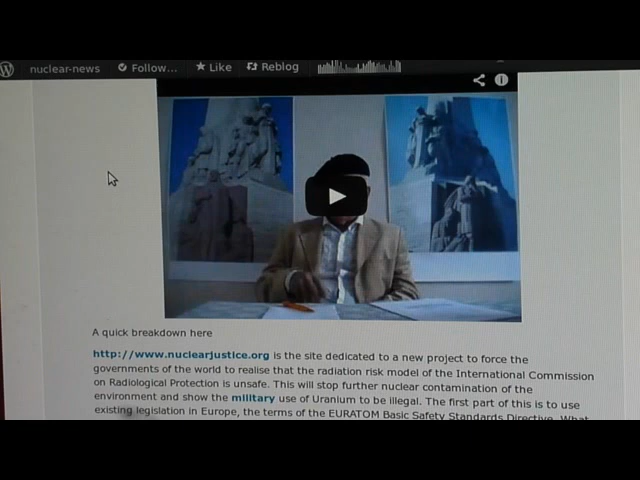 nuclear-news Follow... Like Reblog
A quick breakdown here
http://www.nuclearjustice.org is the site dedicated to a new project to force the
governments of the world to realise that the radiation risk model of the International Commission
on Radiological Protection is unsafe. This will stop further nuclear contamination of the
environment and show the military use of Uranium to be illegal. The first part of this is to use
existing legislation in Europe, the terms of the EURATOM Basic Safety Standards Directive. What